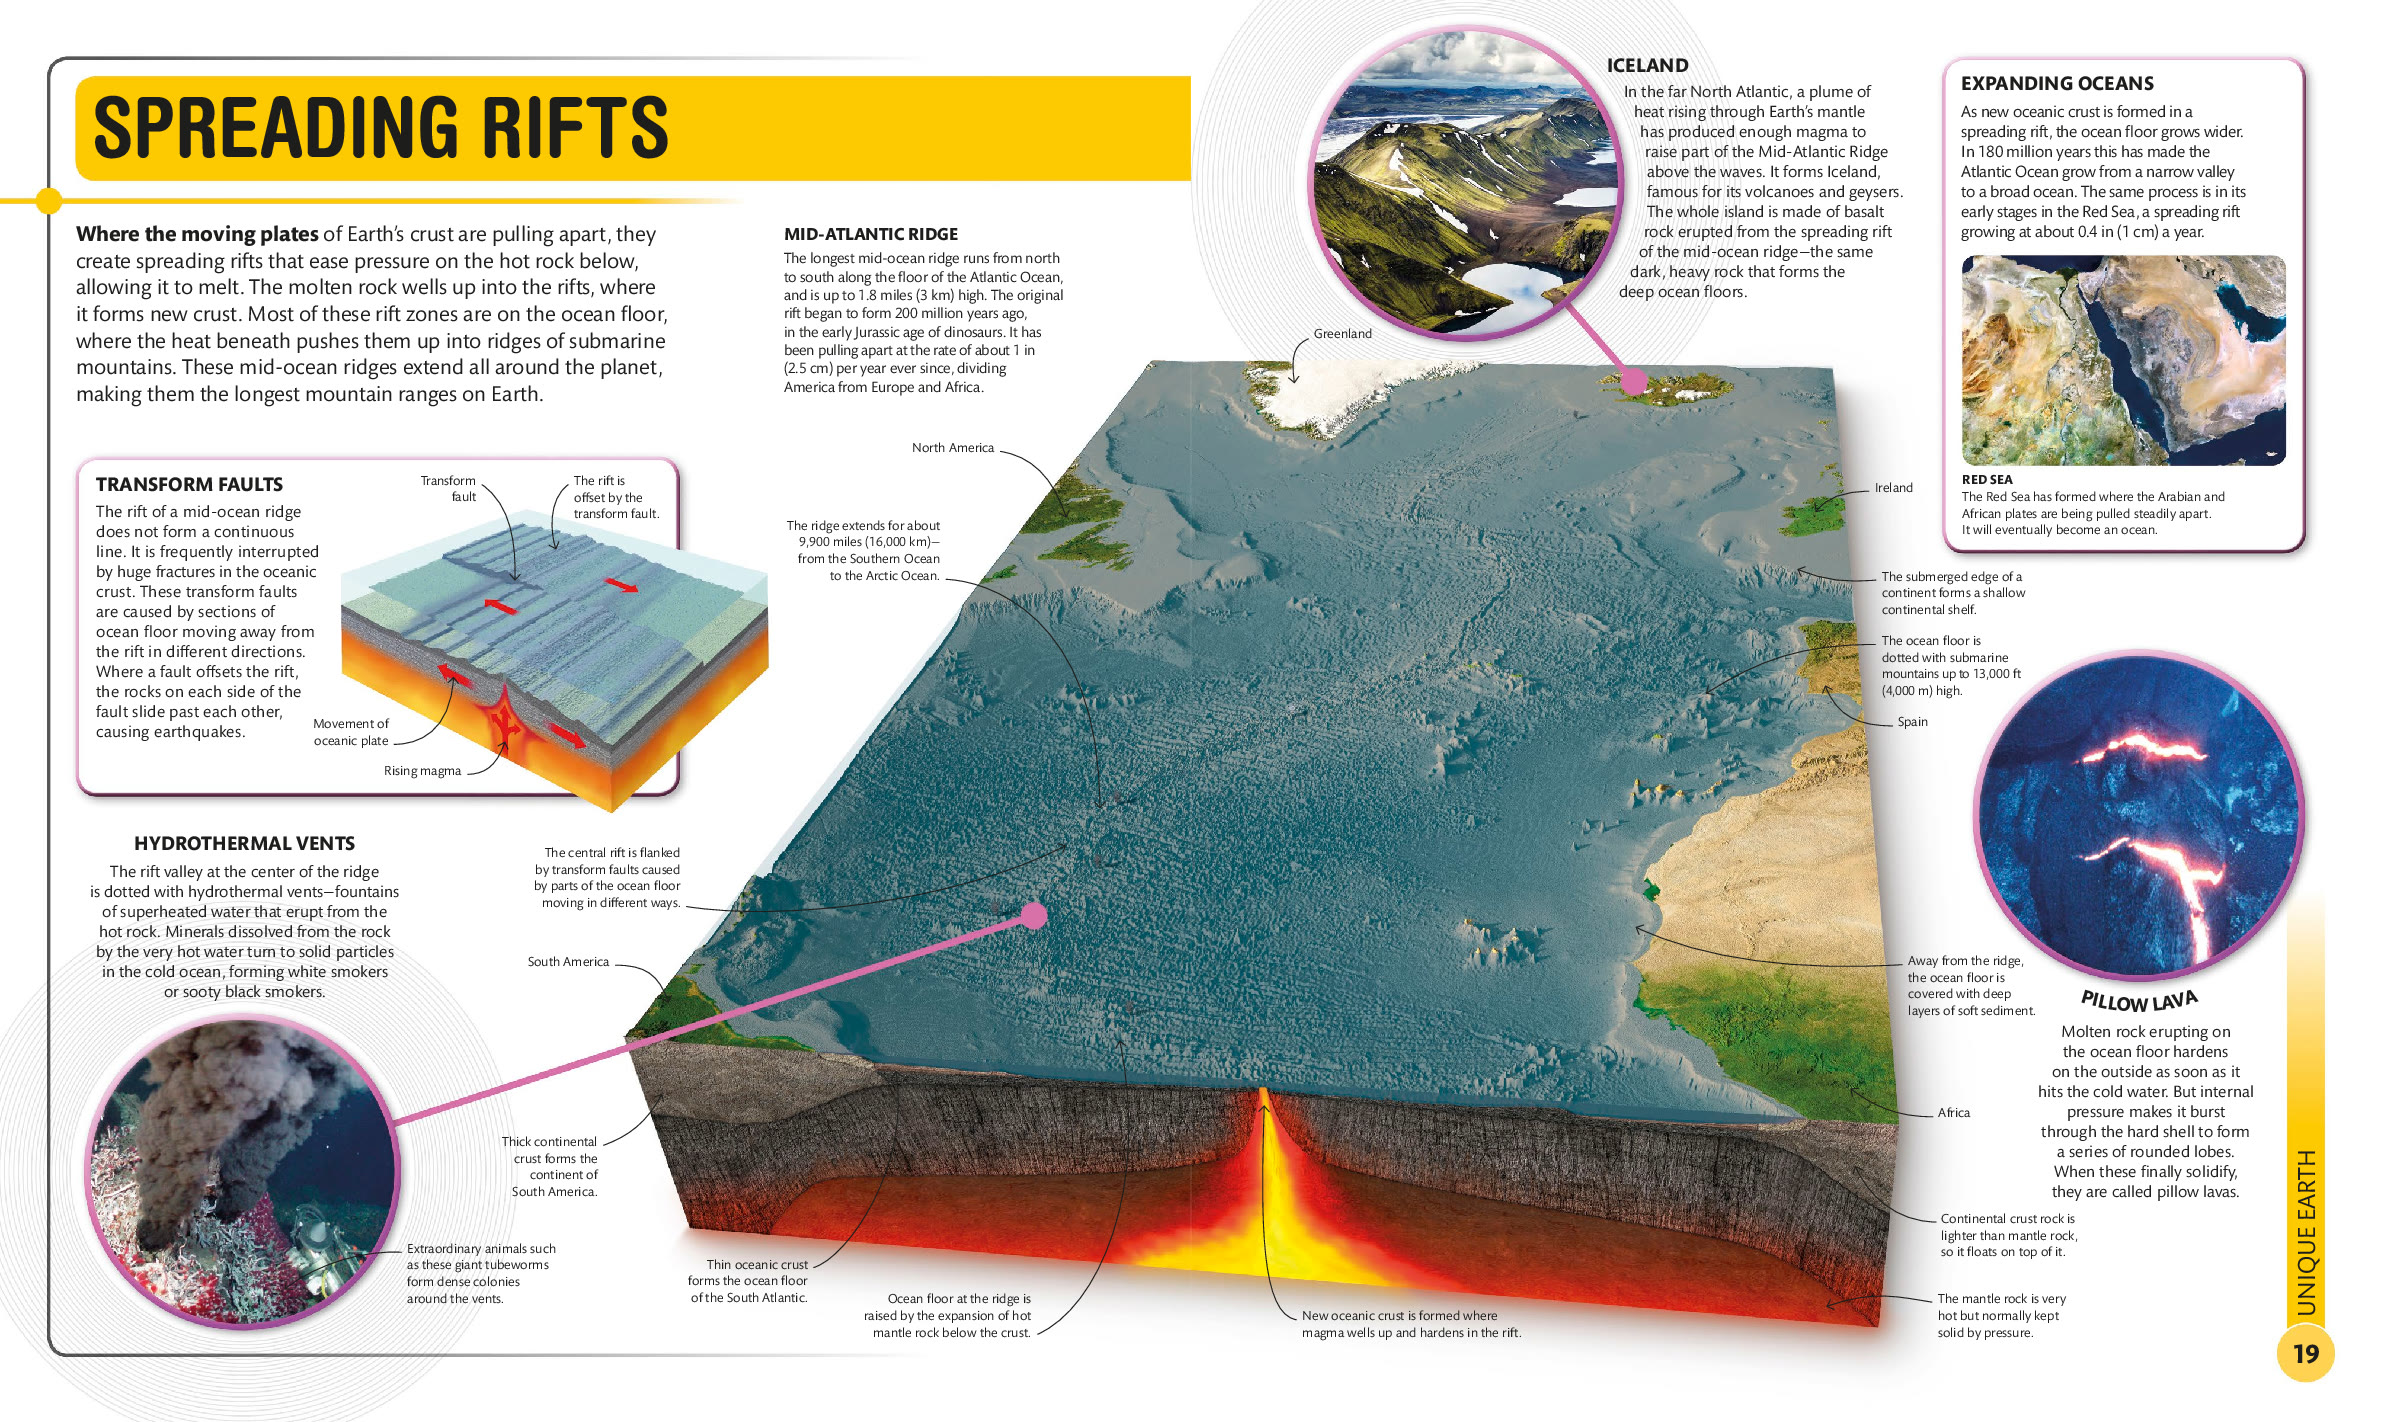 SPREADING RIFTS
Where the moving plates of Earth's crust are pulling apart, they
create spreading rifts that ease pressure on the hot rock below,
allowing it to melt. The molten rock wells up into the rifts, where
it forms new crust. Most of these rift zones are on the ocean floor,
where the heat beneath pushes them up into ridges of submarine
mountains. These mid-ocean ridges extend all around the planet,
making them the longest mountain ranges on Earth.
TRANSFORM FAULTS
The rift of a mid-ocean ridge
does not form a continuous
line. It is frequently interrupted
by huge fractures in the oceanic
crust. These transform faults
are caused by sections of
ocean floor moving away from
the rift in different directions.
Where a fault offsets the rift,
the rocks on each side of the
fault slide past each other,
causing earthquakes.
Transform
fault
The rift is
offset by the
transform fault.
Movement of
oceanic plate
Rising magma
HYDROTHERMAL VENTS
The rift valley at the center of the ridge
is dotted with hydrothermal vents—fountains
of superheated water that erupt from the
hot rock. Minerals dissolved from the rock
by the very hot water turn to solid particles
in the cold ocean, forming white smokers
or sooty black smokers.
Extraordinary animals such
as these giant tubeworms
form dense colonies
around the vents.
MID-ATLANTIC RIDGE
The longest mid-ocean ridge runs from north
to south along the floor of the Atlantic Ocean,
and is up to 1.8 miles (3 km) high. The original
rift began to form 200 million years ago,
in the early Jurassic age of dinosaurs. It has
been pulling apart at the rate of about 1 in
(2.5 cm) per year ever since, dividing
America from Europe and Africa.
North America
The ridge extends for about
9,900 miles (16,000 km)—
from the Southern Ocean
to the Arctic Ocean.
The central rift is flanked
by transform faults caused
by parts of the ocean floor
moving in different ways.
South America
Thick continental
crust forms the
continent of
South America.
Thin oceanic crust
forms the ocean floor
of the South Atlantic.
Ocean floor at the ridge is
raised by the expansion of hot
mantle rock below the crust.
New oceanic crust is formed where
magma wells up and hardens in the rift.
ICELAND
In the far North Atlantic, a plume of
heat rising through Earth's mantle
has produced enough magma to
raise part of the Mid-Atlantic Ridge
above the waves. It forms Iceland,
famous for its volcanoes and geysers.
The whole island is made of basalt
rock erupted from the spreading rift
of the mid-ocean ridge—the same
dark, heavy rock that forms the
deep ocean floors.
Greenland
Ireland
The submerged edge of a
continent forms a shallow
continental shelf.
The ocean floor is
dotted with submarine
mountains up to 13,000 ft
(4,000 m) high.
Spain
Away from the ridge,
the ocean floor is
covered with deep
layers of soft sediment.
Africa
Continental crust rock is
lighter than mantle rock,
so it floats on top of it.
The mantle rock is very
hot but normally kept
solid by pressure.
EXPANDING OCEANS
As new oceanic crust is formed in a
spreading rift, the ocean floor grows wider.
In 180 million years this has made the
Atlantic Ocean grow from a narrow valley
to a broad ocean. The same process is in its
early stages in the Red Sea, a spreading rift
growing at about 0.4 in (1 cm) a year.
RED SEA
The Red Sea has formed where the Arabian and
African plates are being pulled steadily apart.
It will eventually become an ocean.
PILLOW LAVA
Molten rock erupting on
the ocean floor hardens
on the outside as soon as it
hits the cold water. But internal
pressure makes it burst
through the hard shell to form
a series of rounded lobes.
When these finally solidify,
they are called pillow lavas.
UNIQUE EARTH
19